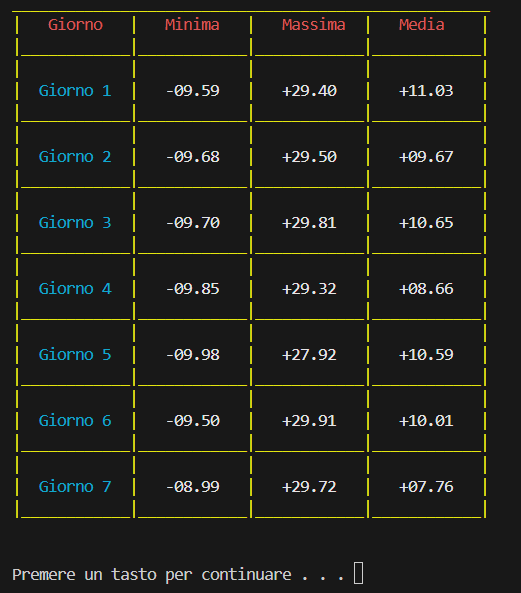 Giorno Minima Massima Media
Giorno 1 -09.59 +29.40 +11.03
Giorno 2 -09.68 +29.50 +09.67
Giorno 3 -09.70 +29.81 +10.65
Giorno 4 -09.85 +29.32 +08.66
Giorno 5 -09.98 +27.92 +10.59
Giorno 6 -09.50 +29.91 +10.01
Giorno 7 -08.99 +29.72 +07.76
Premere un tasto per continuare . . .